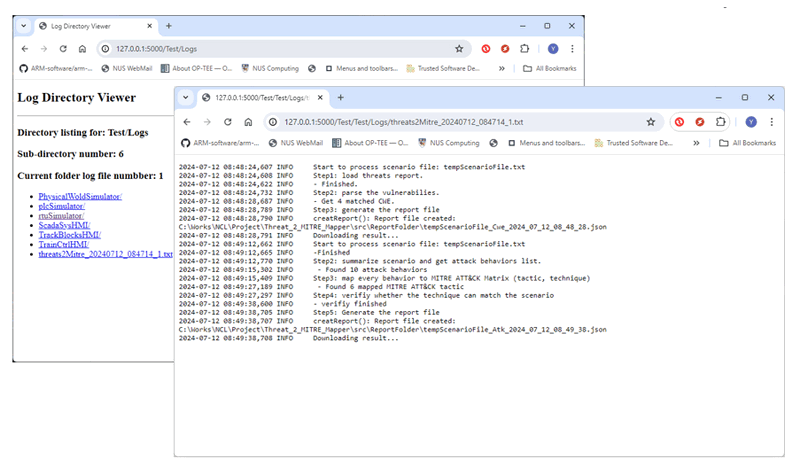 Log Directory Viewer
127.0.0.1:5000/Test/Logs
Y
ARM-software/arm-...
NUS WebMail
About OP-TEE — O...
NUS Computing
Menus and toolbars...
Trusted Software De...
»
All Bookmarks
Log Directory Viewer
Directory listing for: Test/Logs
Sub-directory number: 6
Current folder log file numbber: 1
PhysicalWoldSimulator/
plcSimulator/
rtuSimulator/
ScadaSysHMI/
TrackBlocksHMI/
TrainCtrlHMI/
threats2Mitre_20240712_084714_1.txt
127.0.0.1:5000/Test/Test/Logs/t
127.0.0.1:5000/Test/Test/Logs/threats2Mitre_20240712_084714_1.txt
Y
ARM-software/arm-...
NUS WebMail
About OP-TEE — O...
NUS Computing
Menus and toolbars...
Trusted Software De...
»
All Bookmarks
2024-07-12 08:48:24,607 INFO Start to process scenario file: tempScenarioFile.txt
2024-07-12 08:48:24,608 INFO Step1: load threats report.
2024-07-12 08:48:24,622 INFO - Finished.
2024-07-12 08:48:24,732 INFO Step2: parse the vulnerabilies.
2024-07-12 08:48:28,687 INFO - Get 4 matched CWE.
2024-07-12 08:48:28,789 INFO Step3: generate the report file
2024-07-12 08:48:28,790 INFO creatReport(): Report file created:
C:\Works\NCL\Project\Threat_2_MITRE_Mapper\src\ReportFolder\tempScenarioFile_Cwe_2024_07_12_08_48_28.json
2024-07-12 08:48:28,791 INFO Downloading result...
2024-07-12 08:49:12,662 INFO Start to process scenario file: tempScenarioFile.txt
2024-07-12 08:49:12,665 INFO -Finished
2024-07-12 08:49:12,770 INFO Step2: summarize scenario and get attack behaviors list.
2024-07-12 08:49:15,302 INFO - Found 10 attack behaviors
2024-07-12 08:49:15,409 INFO Step3: map every behavior to MITRE ATT&CK Matrix (tactic, technique)
2024-07-12 08:49:27,189 INFO - Found 6 mapped MITRE ATT&CK tactic
2024-07-12 08:49:27,297 INFO Step4: verifiy whether the technique can match the scenario
2024-07-12 08:49:38,600 INFO - verifiy finished
2024-07-12 08:49:38,705 INFO Step5: Generate the report file
2024-07-12 08:49:38,707 INFO creatReport(): Report file created:
C:\Works\NCL\Project\Threat_2_MITRE_Mapper\src\ReportFolder\tempScenarioFile_Atk_2024_07_12_08_49_38.json
2024-07-12 08:49:38,708 INFO Downloading result...